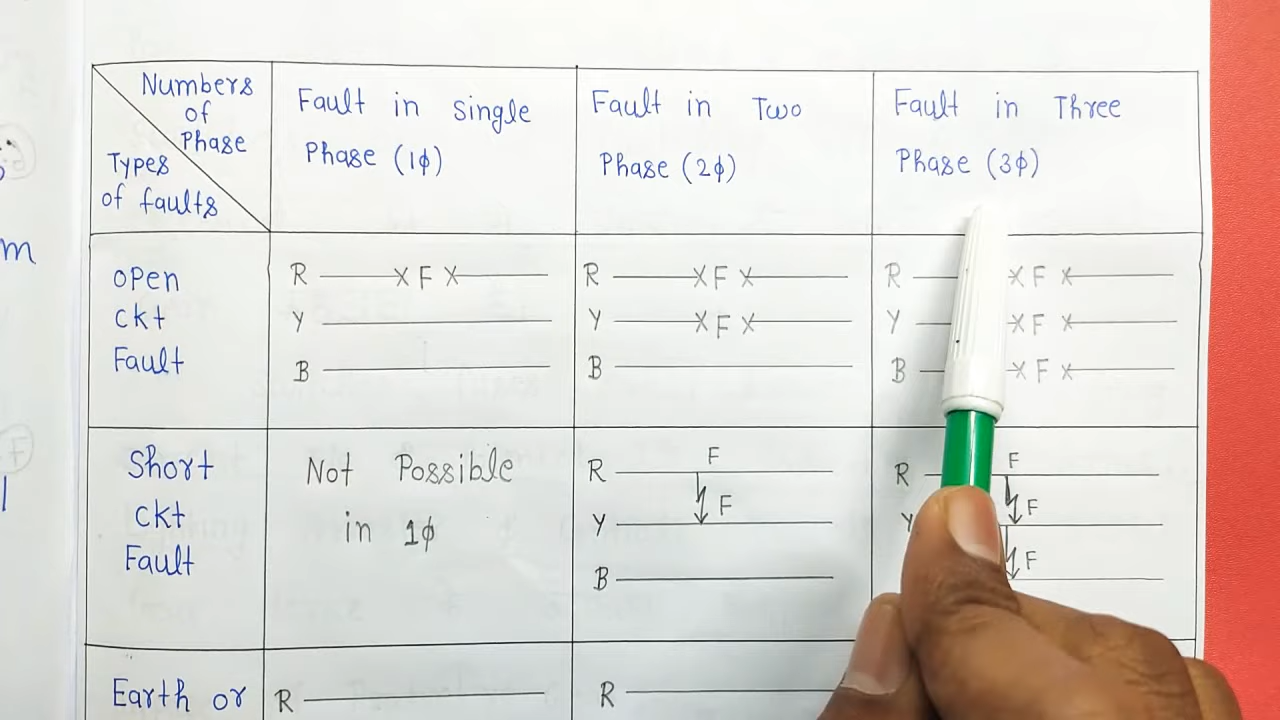 Numbers
of
Phase
Types
of faults
Fault in Single
Phase (1ϕ)
Fault in Two
Phase (2ϕ)
Fault in Three
Phase (3ϕ)
Open
Ckt
Fault
R F
Y
B
R F
Y F
B
R F
Y F
B F
Short
Ckt
Fault
Not Possible
in 1ϕ
F
R
F
Y
B
F
R
F
Y
F
Earth or
R
R
m